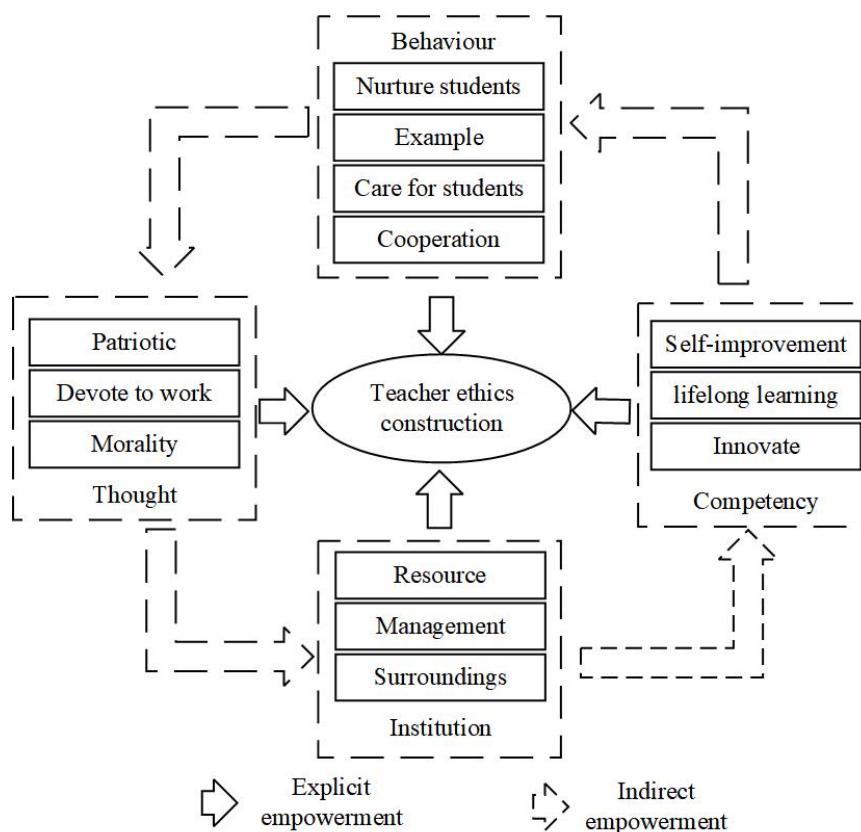 Behaviour
Nurture students
Example
Care for students
Cooperation
Patriotic
Devote to work
Morality
Thought
Teacher ethics
construction
Self-improvement
lifelong learning
Innovate
Competency
Resource
Management
Surroundings
Institution
Explicit
empowerment
Indirect
empowerment